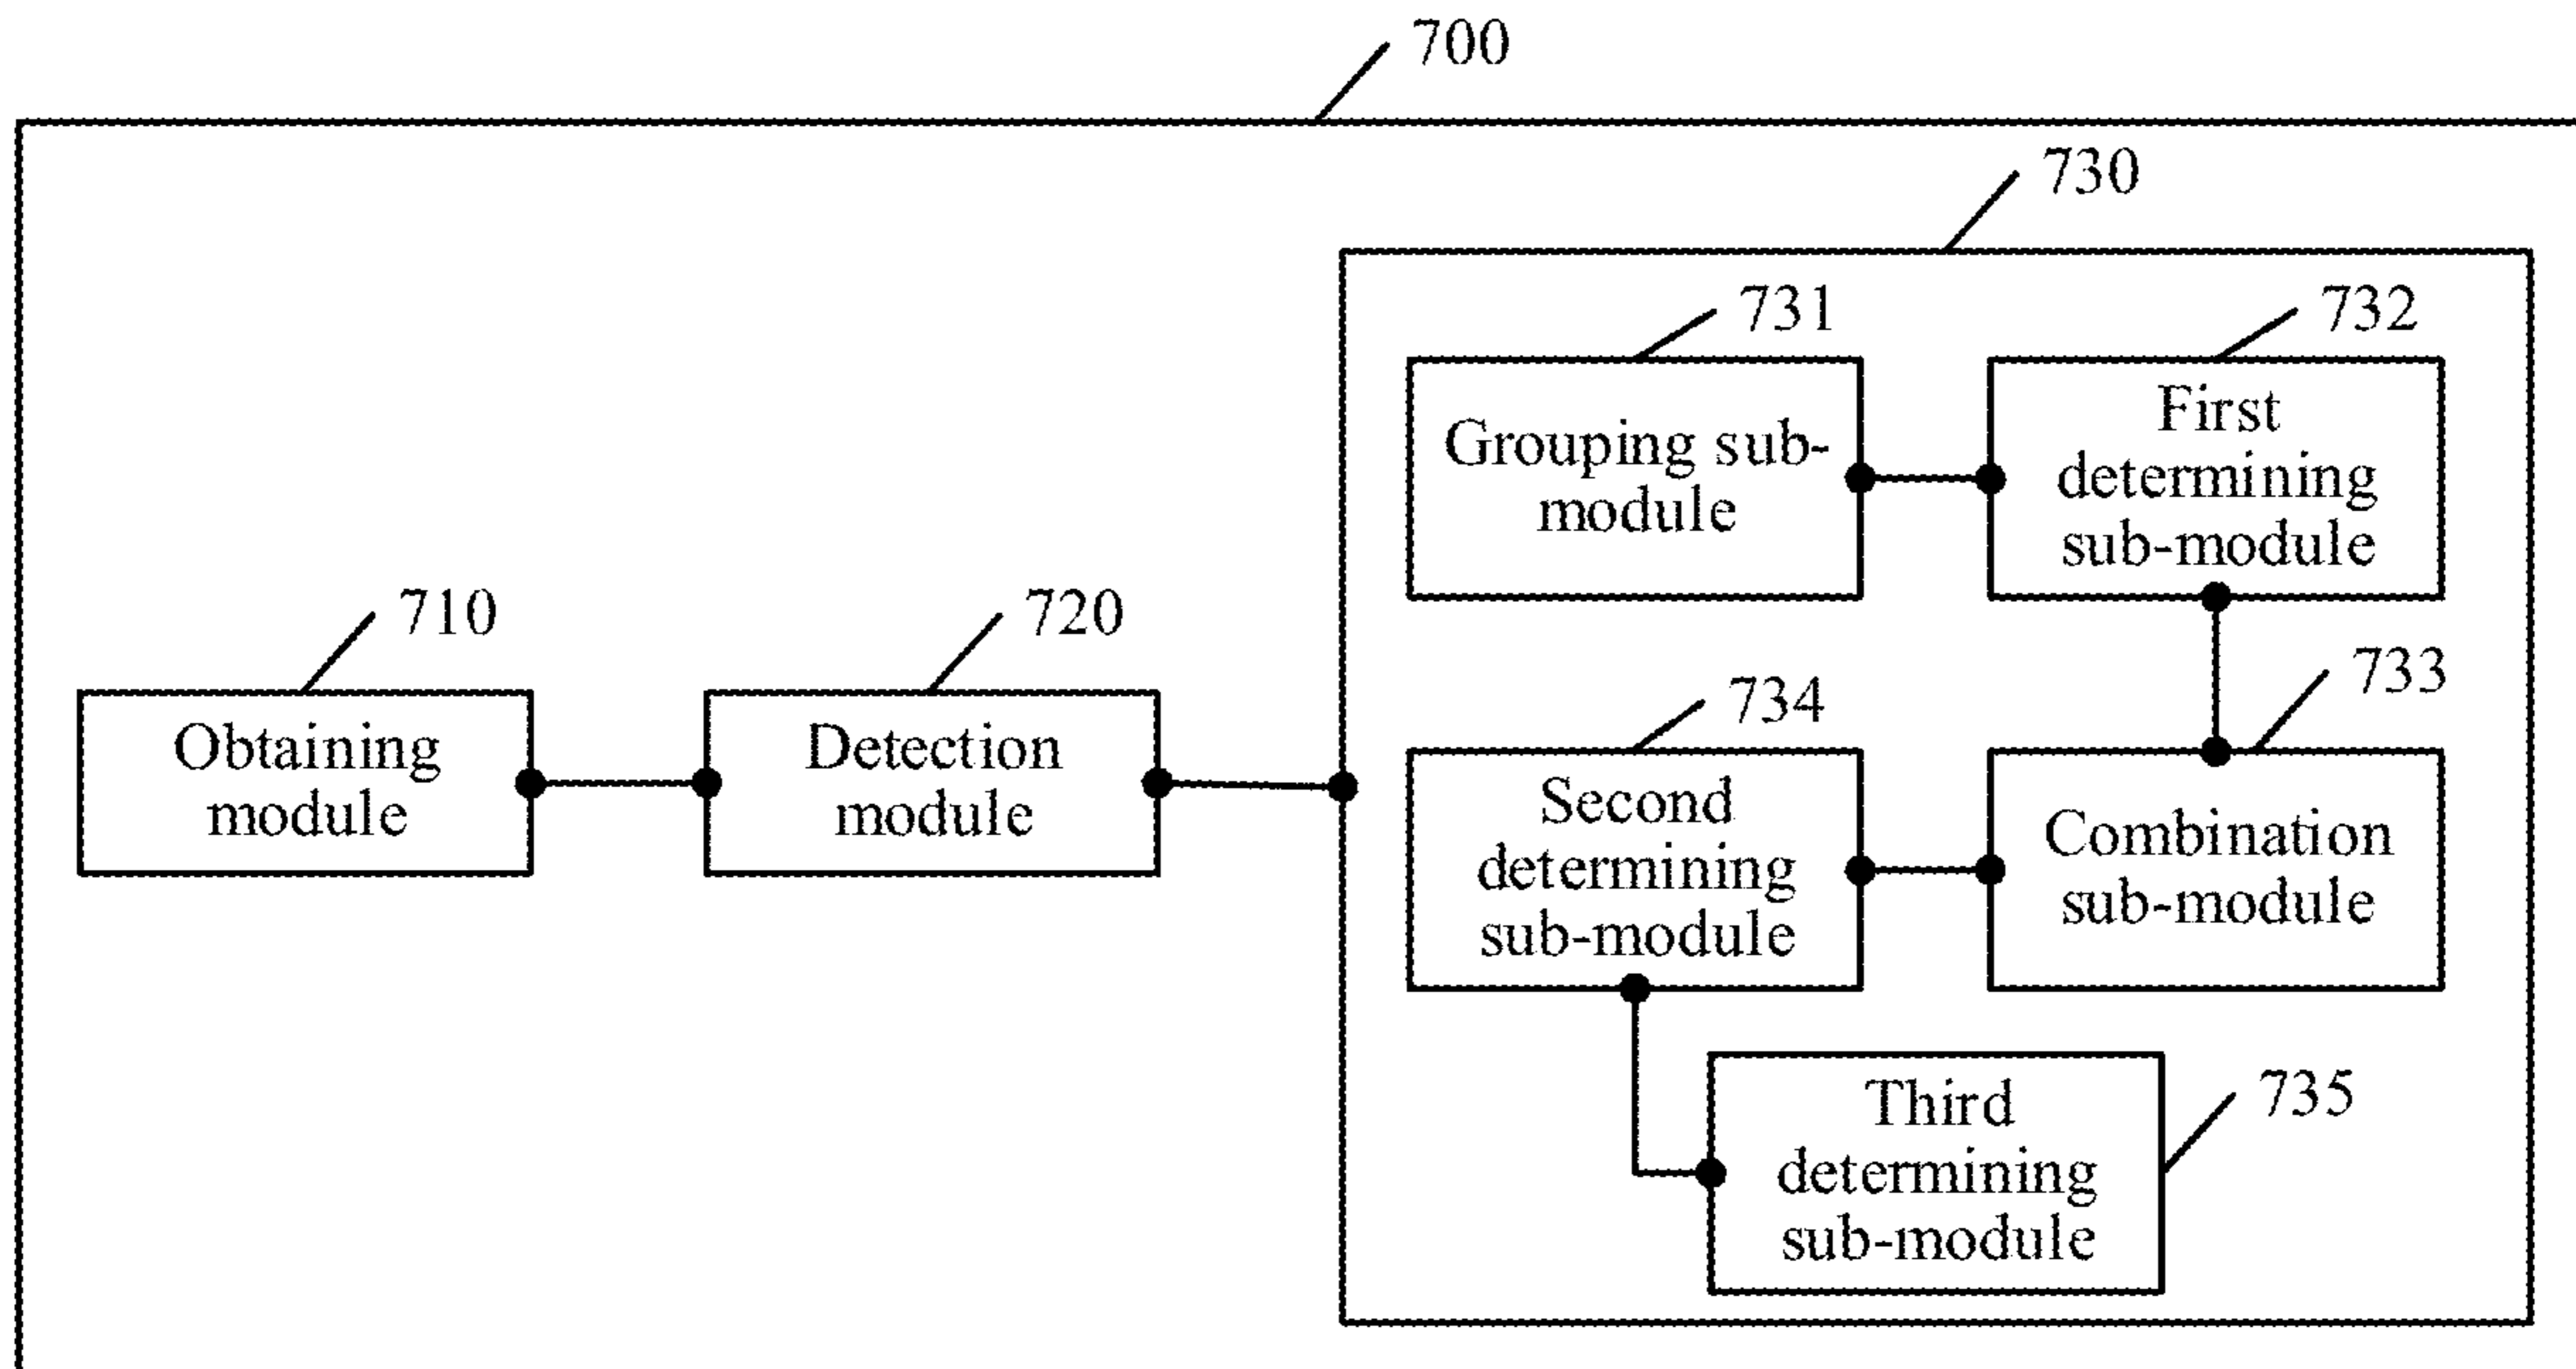 700
730
731
732
Grouping sub-
module
First
determining
sub-module
710
720
733
734
Obtaining
module
Detection
module
Second
determining
sub-module
Combination
sub-module
735
Third
determining
sub-module